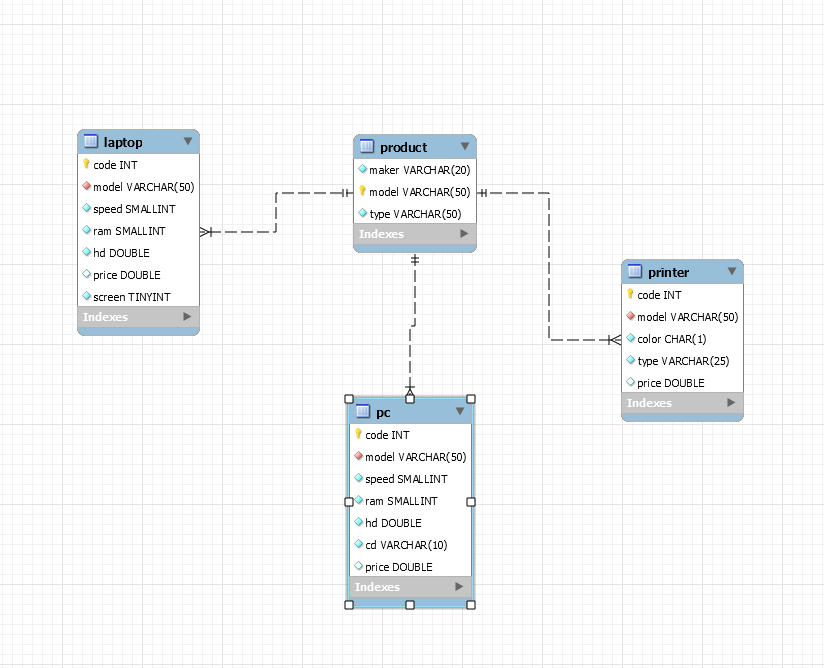 laptop
code INT
model VARCHAR(50)
speed SMALLINT
ram SMALLINT
hd DOUBLE
price DOUBLE
screen TINYINT
Indexes
product
maker VARCHAR(20)
model VARCHAR(50)
type VARCHAR(50)
Indexes
printer
code INT
model VARCHAR(50)
color CHAR(1)
type VARCHAR(25)
price DOUBLE
Indexes
pc
code INT
model VARCHAR(50)
speed SMALLINT
ram SMALLINT
hd DOUBLE
cd VARCHAR(10)
price DOUBLE
Indexes